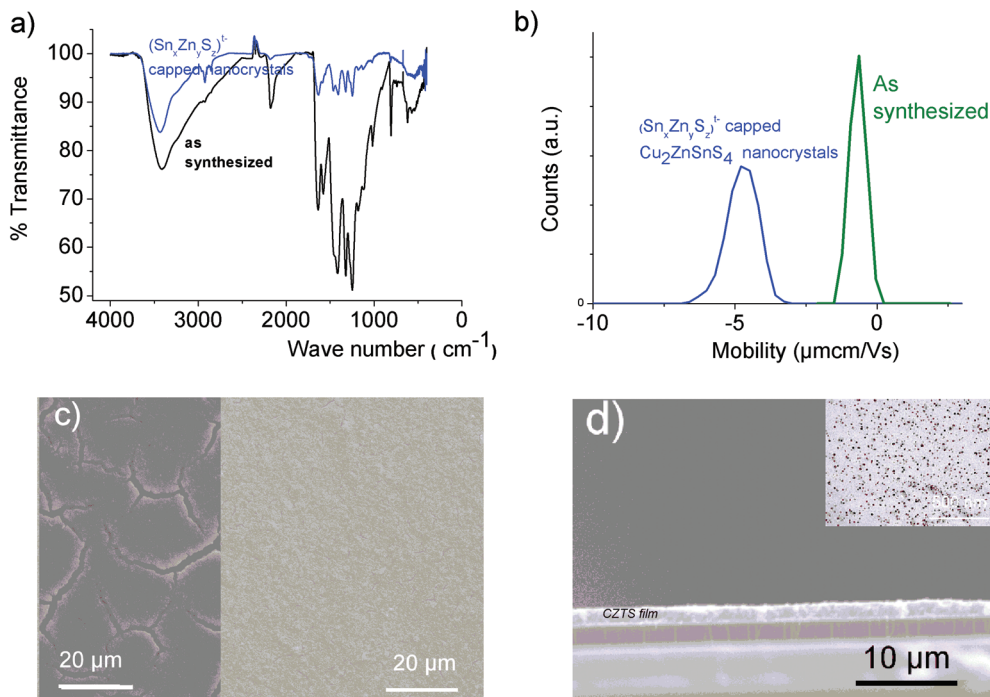 a)
(SnxZnySz)t-
capped nanocrystals
as
synthesized
% Transmittance
100
90
80
70
60
50
4000 3000 2000 1000 0
Wave number ( cm-1)
b)
(SnxZnySz)t- capped
Cu2ZnSnS4 nanocrystals
As
synthesized
Counts (a.u.)
0
-10 -5 0
Mobility (µmcm/Vs)
c)
20 µm
20 µm
d)
CZTS film
10 µm